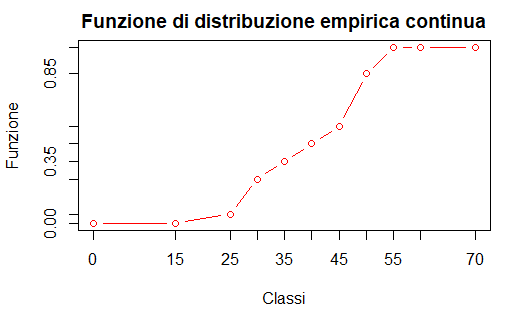 Funzione di distribuzione empirica continua
Funzione
0.85
0.35
0.00
0 15 25 35 45 55 70
Classi